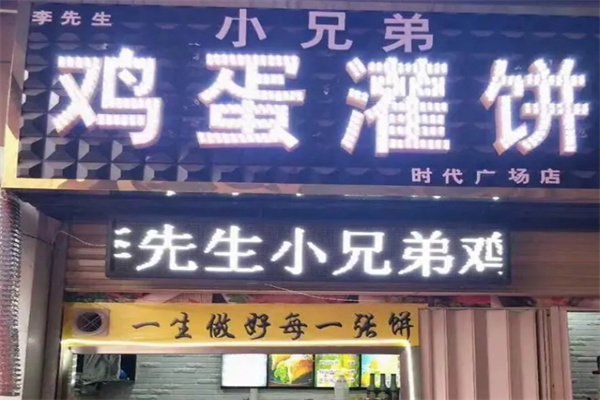 李先生
小兄弟
鸡蛋灌饼
时代广场店
先生小兄弟鸡
一生做好每一张饼